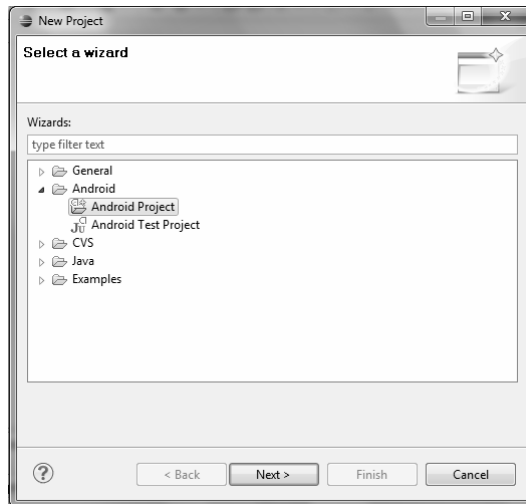 New Project
Select a wizard
Wizards:
type filter text
General
Android
Android Project
Android Test Project
CVS
Java
Examples
< Back Next > Finish Cancel